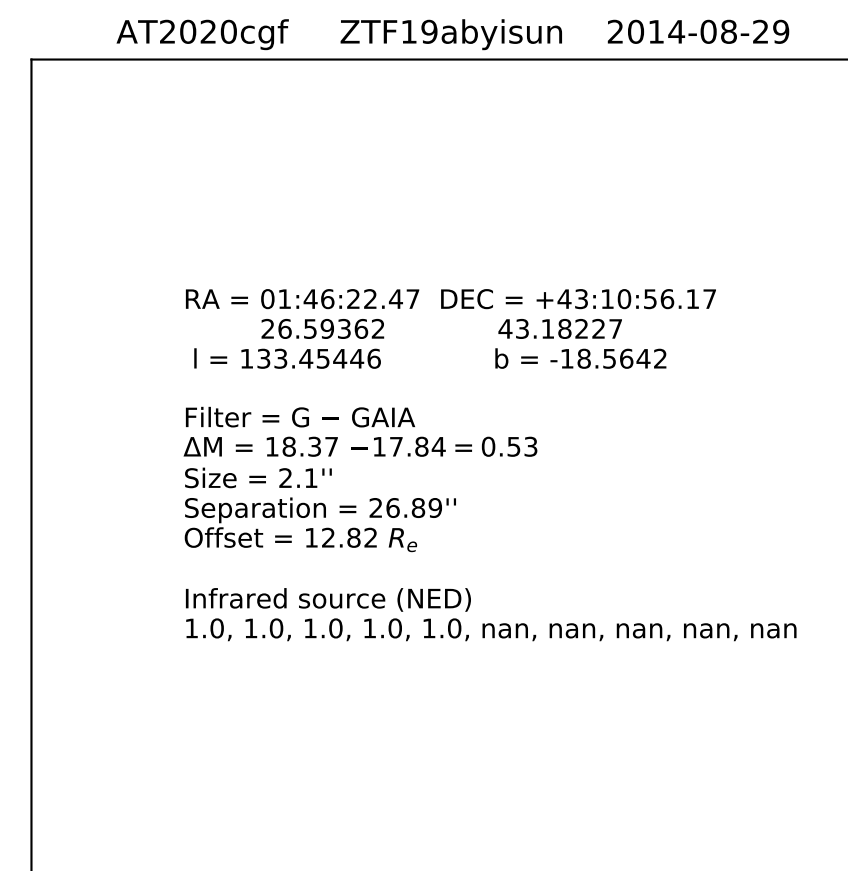 AT2020cgf ZTF19abyisun 2014-08-29
RA = 01:46:22.47 DEC = +43:10:56.17
26.59362 43.18227
l = 133.45446 b = -18.5642
Filter = G − GAIA
ΔM = 18.37 −17.84 = 0.53
Size = 2.1''
Separation = 26.89''
Offset = 12.82 Rₑ
Infrared source (NED)
1.0, 1.0, 1.0, 1.0, 1.0, nan, nan, nan, nan, nan